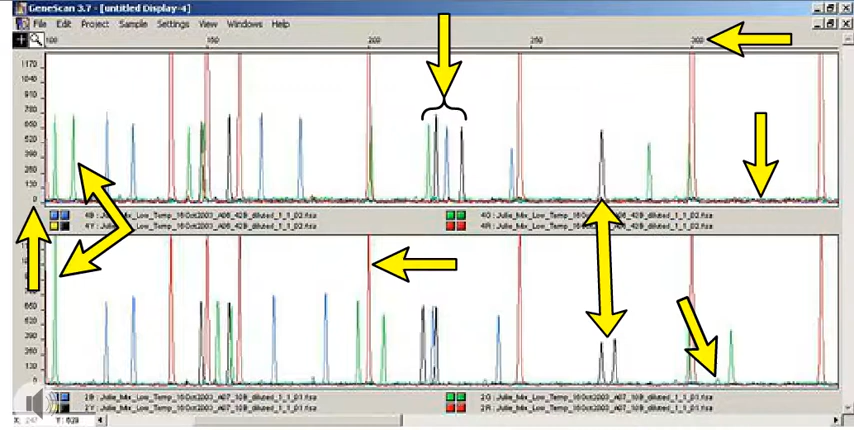 GeneScan 3.7 - [untitled Display-4]
File Edit Project Sample Settings View Windows Help
100 150 200 250 300
1170
1040
910
780
650
520
390
260
130
0
4B : Julie_Mix_Low_Temp_16Oct2003_A06_42B_diluted_1_1_02.fsa 4G : Julie_Mix_Low_Temp_16Oct2003_A06_42B_diluted_1_1_02.fsa
4Y : Julie_Mix_Low_Temp_16Oct2003_A06_42B_diluted_1_1_02.fsa 4R : Julie_Mix_Low_Temp_16Oct2003_A06_42B_diluted_1_1_02.fsa
650
520
390
260
130
0
2B : Julie_Mix_Low_Temp_16Oct2003_A07_10B_diluted_1_1_01.fsa 2G : Julie_Mix_Low_Temp_16Oct2003_A07_10B_diluted_1_1_01.fsa
2Y : Julie_Mix_Low_Temp_16Oct2003_A07_10B_diluted_1_1_01.fsa 2R : Julie_Mix_Low_Temp_16Oct2003_A07_10B_diluted_1_1_01.fsa
X: 247 Y: 629